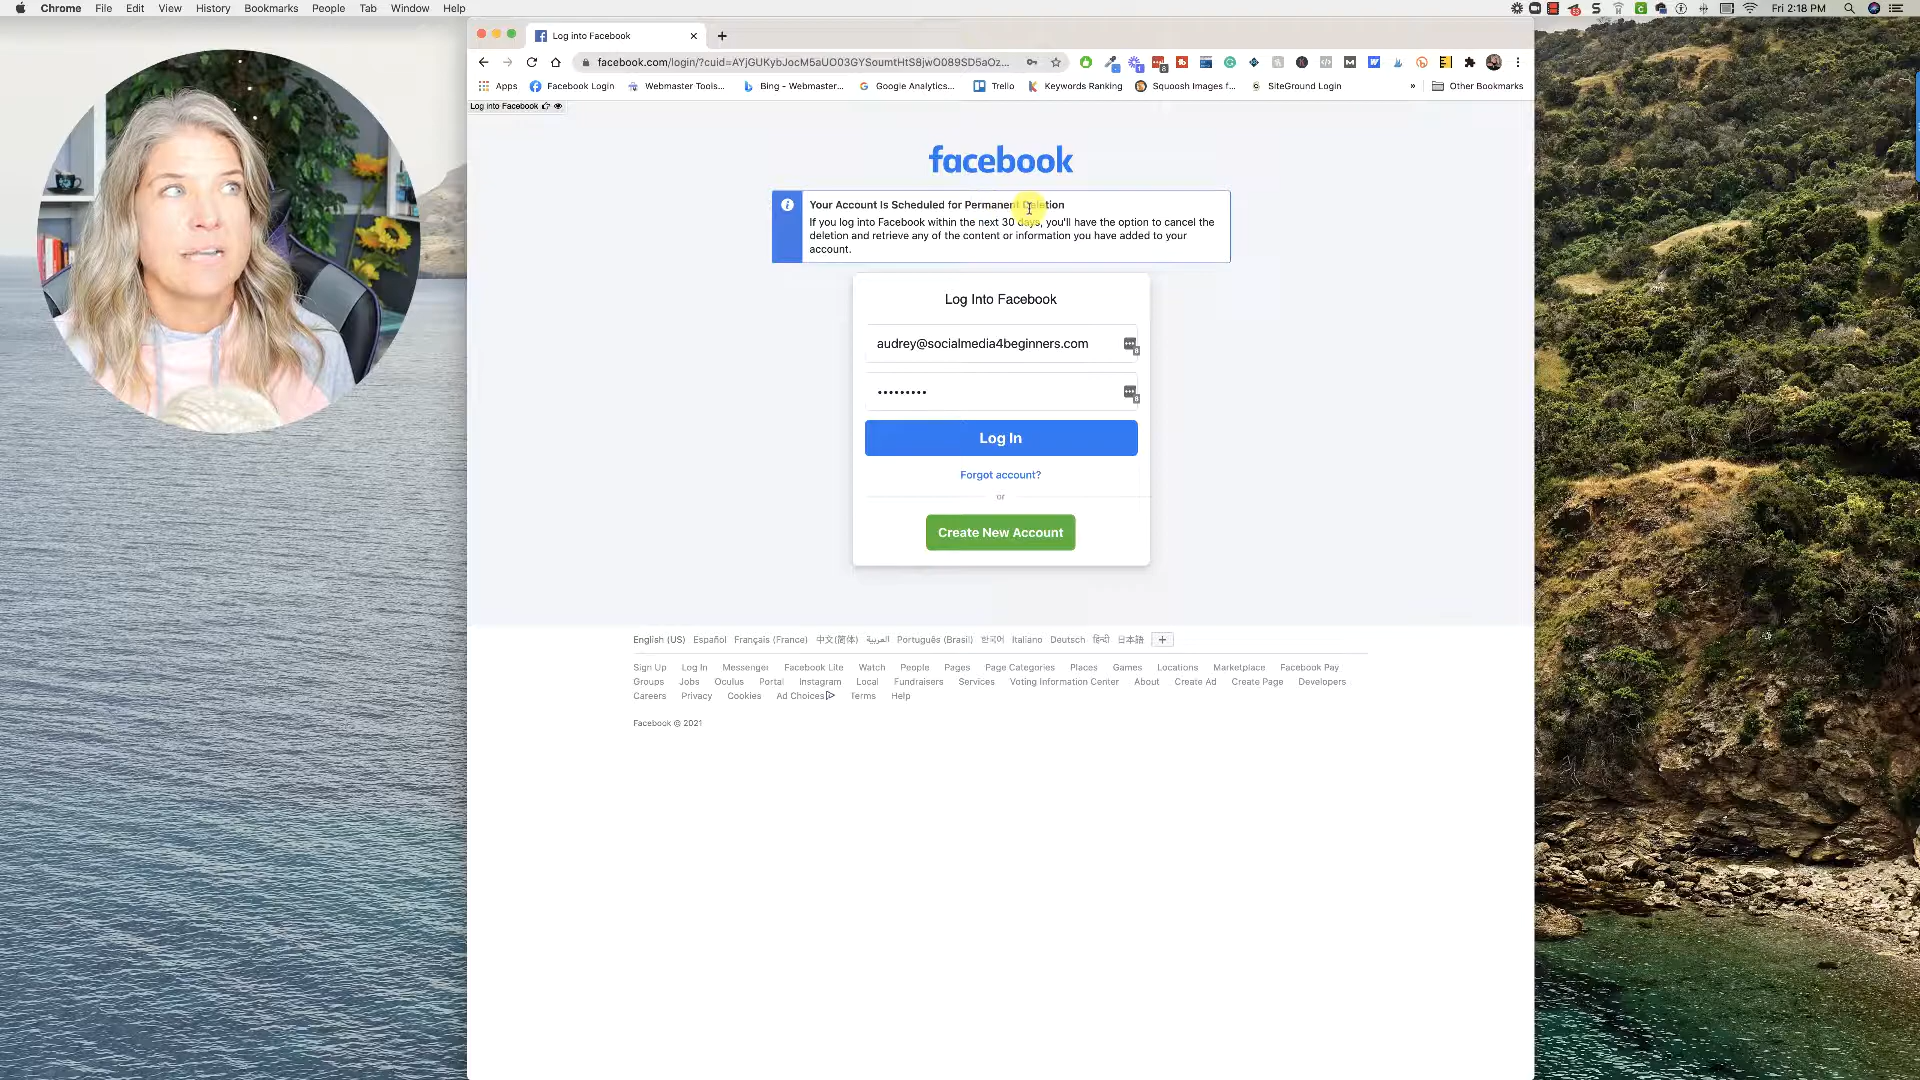 Chrome File Edit View History Bookmarks People Tab Window Help
Fri 2:18 PM
Log into Facebook
facebook.com/login/?cuid=AYjGUKybJocM5aUO03GYSoumtHtS8jwO089SD5aOz...
Apps Facebook Login Webmaster Tools... Bing - Webmaster... Google Analytics... Trello Keywords Ranking Squoosh Images f... SiteGround Login » Other Bookmarks
Log into Facebook
facebook
Your Account Is Scheduled for Permanent Deletion
If you log into Facebook within the next 30 days, you'll have the option to cancel the
deletion and retrieve any of the content or information you have added to your
account.
Log Into Facebook
audrey@socialmedia4beginners.com
Log In
Forgot account?
or
Create New Account
English (US) Español Français (France) 中文(简体) العربية Português (Brasil) 한국어 Italiano Deutsch हिन्दी 日本語
Sign Up Log In Messenger Facebook Lite Watch People Pages Page Categories Places Games Locations Marketplace Facebook Pay
Groups Jobs Oculus Portal Instagram Local Fundraisers Services Voting Information Center About Create Ad Create Page Developers
Careers Privacy Cookies Ad Choices Terms Help
Facebook © 2021